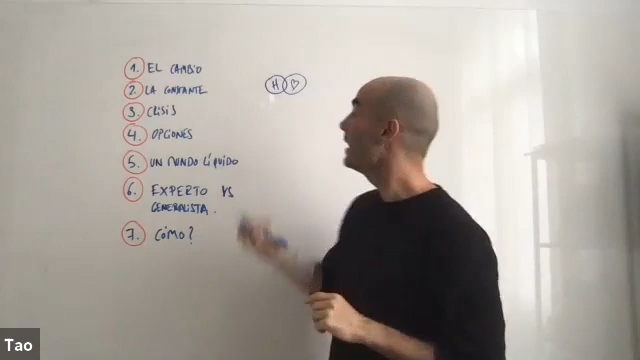 1. EL CAMBIO
2. LA CONSTANTE
3. CRISIS
4. OPCIONES
5. UN MUNDO LÍQUIDO
6. EXPERTO VS
GENERALISTA.
7. CÓMO?
H ♡
Tao